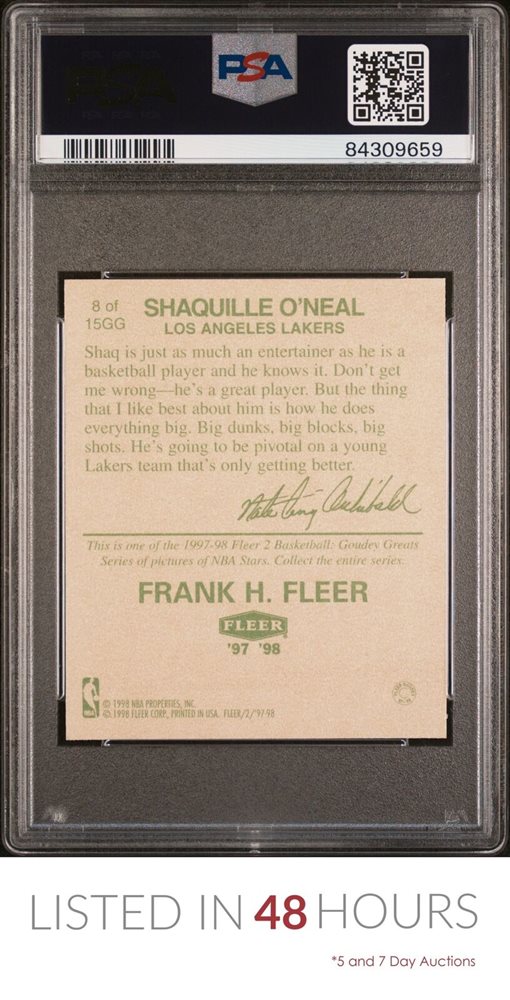 PSA
PSA
84309659
8 of
15GG
SHAQUILLE O'NEAL
LOS ANGELES LAKERS
Shaq is just as much an entertainer as he is a
basketball player and he knows it. Don't get
me wrong—he's a great player. But the thing
that I like best about him is how he does
everything big. Big dunks, big blocks, big
shots. He's going to be pivotal on a young
Lakers team that's only getting better.
Nate Tiny Archibald
This is one of the 1997-98 Fleer 2 Basketball: Goudey Greats
Series of pictures of NBA Stars. Collect the entire series.
FRANK H. FLEER
FLEER
'97 '98
© 1998 NBA PROPERTIES, INC.
© 1998 FLEER CORP., PRINTED IN USA. FLEER/2/'97-98
LISTED IN 48 HOURS
*5 and 7 Day Auctions